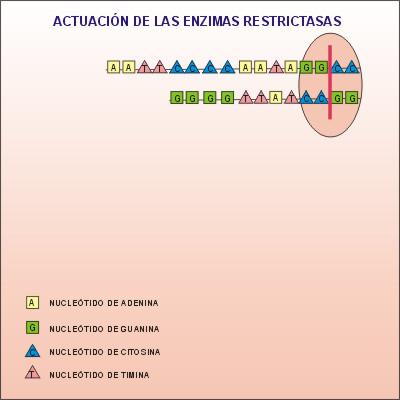 ACTUACIÓN DE LAS ENZIMAS RESTRICTASAS
A A T T C C C C A A T A G G C C
G G G G T T A T C C G G
A NUCLEÓTIDO DE ADENINA
G NUCLEÓTIDO DE GUANINA
C NUCLEÓTIDO DE CITOSINA
T NUCLEÓTIDO DE TIMINA